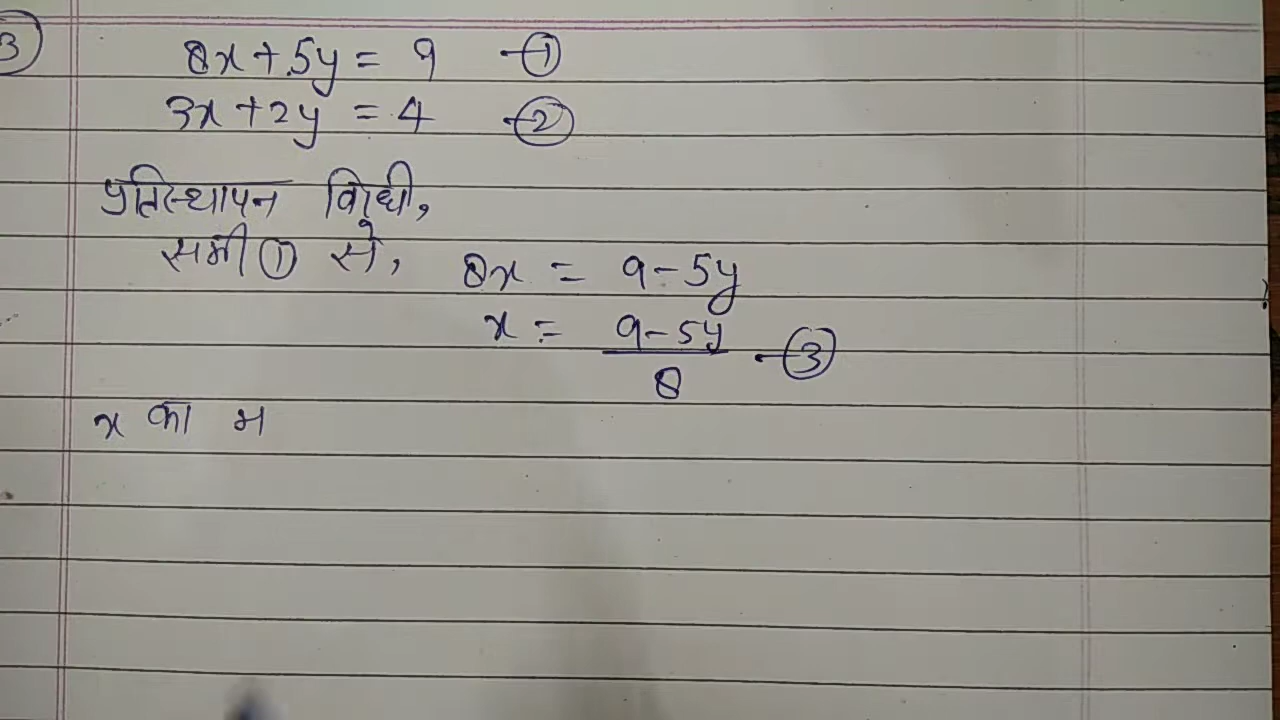 3
8x + 5y = 9 —①
3x + 2y = 4 —②
प्रतिस्थापन विधी,
समी ① से, 8x = 9 - 5y
x = 9 - 5y / 8 —③
x का म